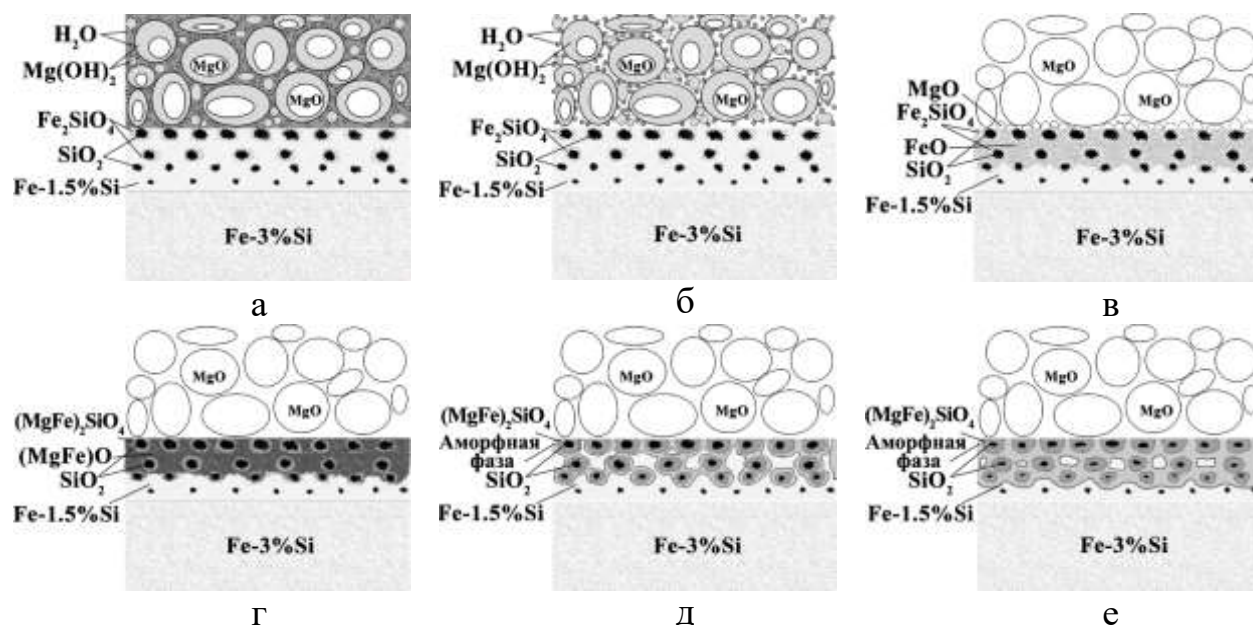 H₂O
Mg(OH)₂
MgO
MgO
Fe₂SiO₄
SiO₂
Fe-1.5%Si
Fe-3%Si
а
H₂O
Mg(OH)₂
MgO
MgO
Fe₂SiO₄
SiO₂
Fe-1.5%Si
Fe-3%Si
б
MgO
MgO
MgO
Fe₂SiO₄
FeO
SiO₂
Fe-1.5%Si
Fe-3%Si
в
MgO
MgO
(MgFe)₂SiO₄
(MgFe)O
SiO₂
Fe-1.5%Si
Fe-3%Si
г
MgO
MgO
(MgFe)₂SiO₄
Аморфная
фаза
SiO₂
Fe-1.5%Si
Fe-3%Si
д
MgO
MgO
(MgFe)₂SiO₄
Аморфная
фаза
SiO₂
Fe-1.5%Si
Fe-3%Si
е